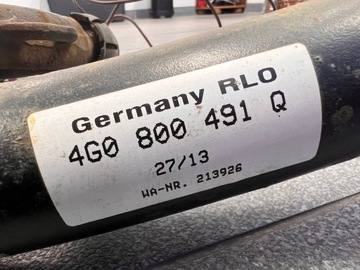 Germany RLO
4G0 800 491 Q
27/13
WA-NR. 213926